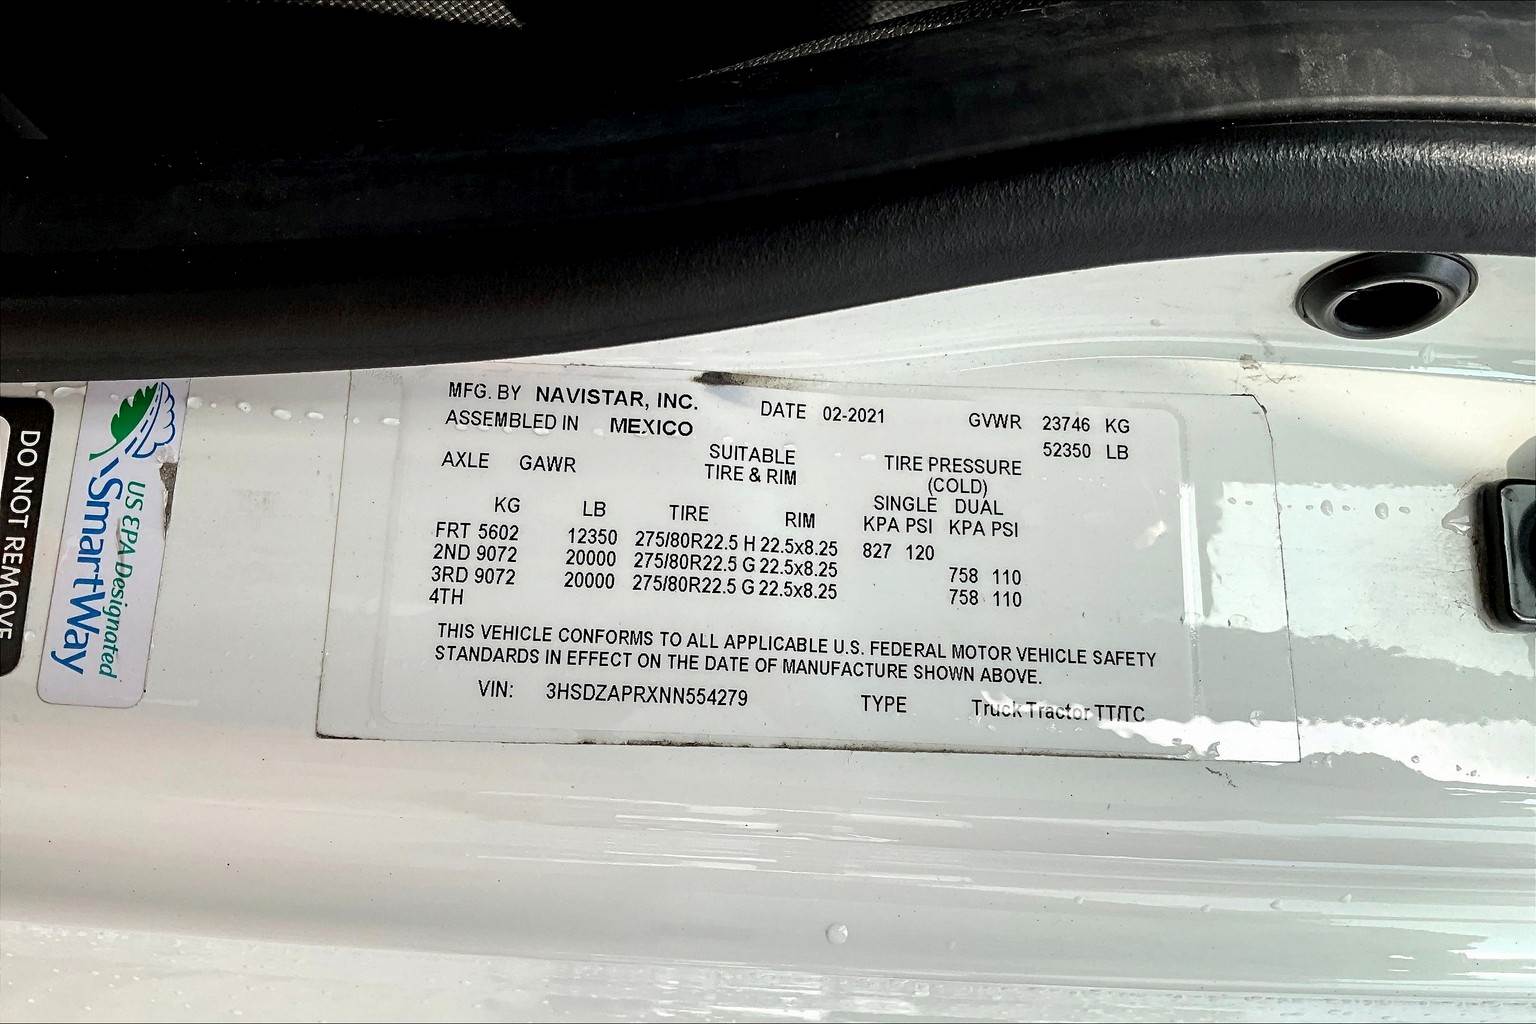 MFG. BY NAVISTAR, INC. DATE 02-2021 GVWR 23746 KG
ASSEMBLED IN MEXICO 52350 LB
AXLE GAWR SUITABLE TIRE PRESSURE
TIRE & RIM (COLD)
SINGLE DUAL
KG LB TIRE RIM KPA PSI KPA PSI
FRT 5602 12350 275/80R22.5 H 22.5x8.25 827 120
2ND 9072 20000 275/80R22.5 G 22.5x8.25 758 110
3RD 9072 20000 275/80R22.5 G 22.5x8.25 758 110
4TH
THIS VEHICLE CONFORMS TO ALL APPLICABLE U.S. FEDERAL MOTOR VEHICLE SAFETY
STANDARDS IN EFFECT ON THE DATE OF MANUFACTURE SHOWN ABOVE.
VIN: 3HSDZAPRXNN554279 TYPE Truck Tractor TT/TC
US EPA Designated
SmartWay
DO NOT REMOVE